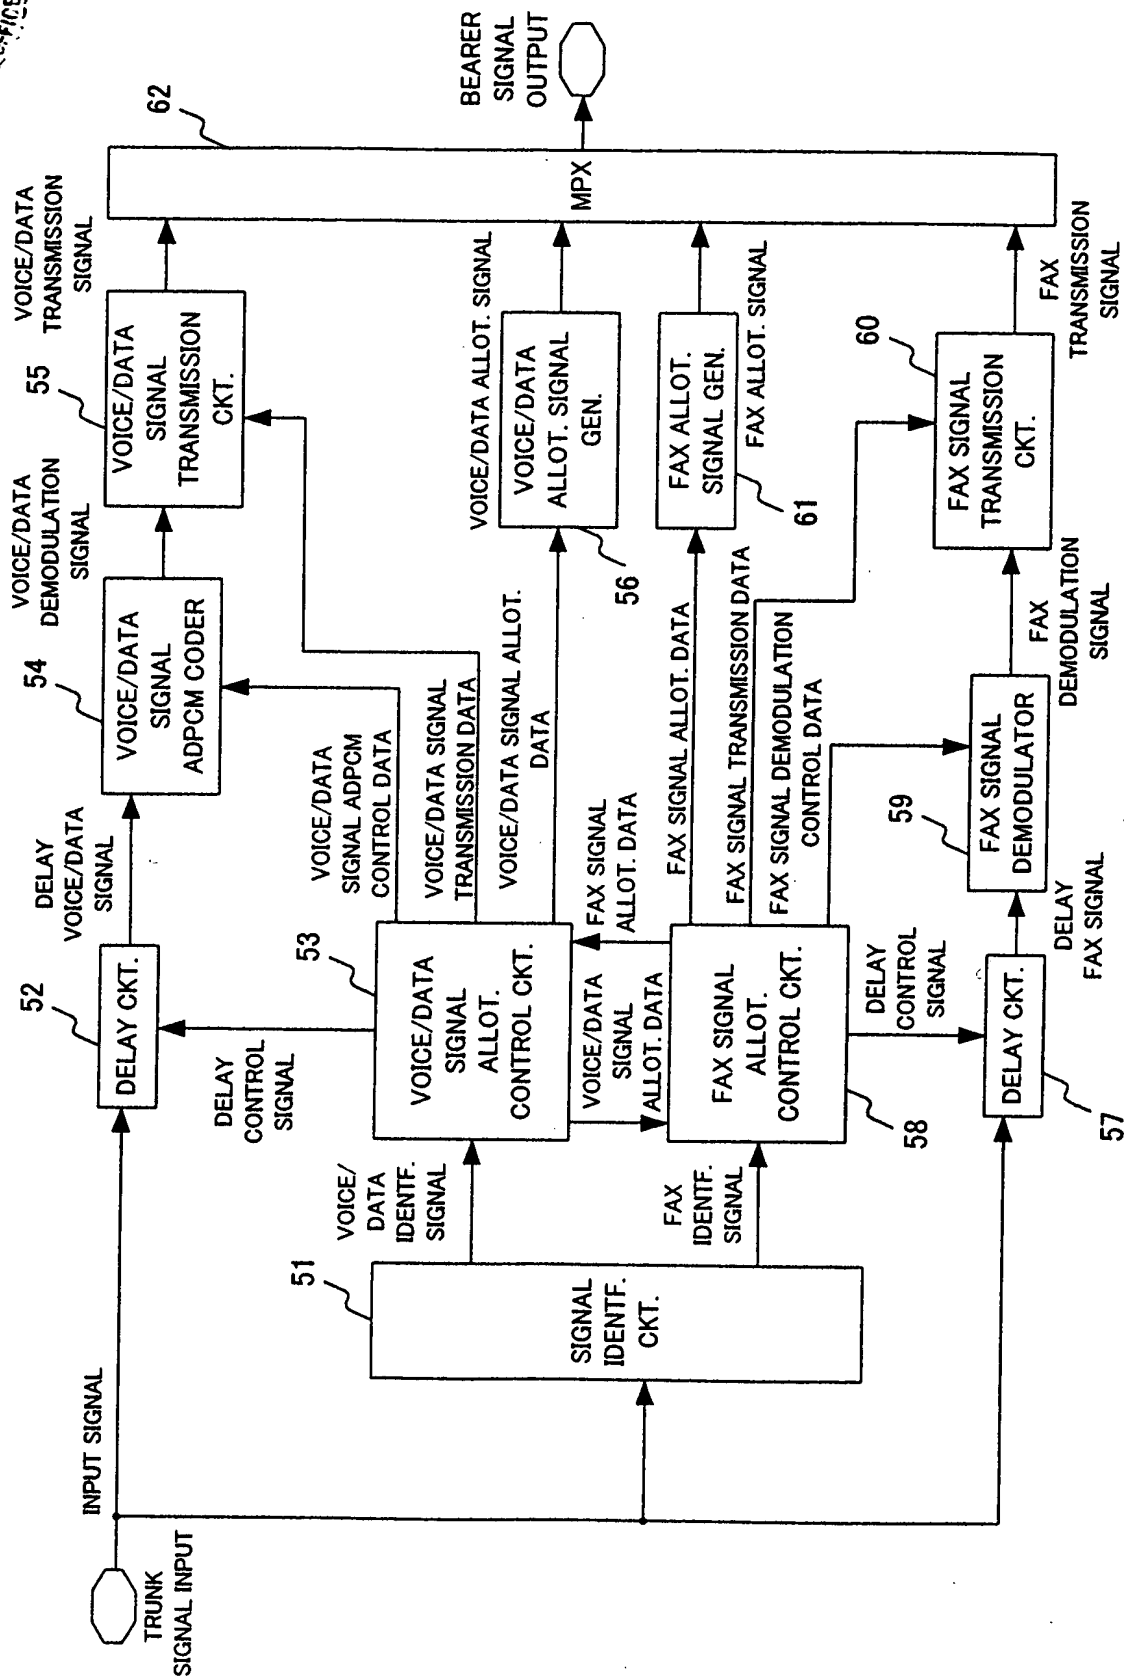 TRUNK
SIGNAL INPUT
INPUT SIGNAL
51
SIGNAL
IDENTF.
CKT.
VOICE/
DATA
IDENTF.
SIGNAL
FAX
IDENTF.
SIGNAL
52
DELAY CKT.
DELAY
CONTROL
SIGNAL
53
VOICE/DATA
SIGNAL
ALLOT.
CONTROL CKT.
VOICE/DATA
SIGNAL
ALLOT. DATA
FAX SIGNAL
ALLOT. DATA
FAX SIGNAL
ALLOT.
CONTROL CKT.
58
DELAY
CONTROL
SIGNAL
DELAY CKT.
57
DELAY
VOICE/DATA
SIGNAL
54
VOICE/DATA
SIGNAL
ADPCM CODER
VOICE/DATA
SIGNAL ADPCM
CONTROL DATA
VOICE/DATA SIGNAL
TRANSMISSION DATA
VOICE/DATA SIGNAL ALLOT.
DATA
FAX SIGNAL ALLOT. DATA
FAX SIGNAL TRANSMISSION DATA
FAX SIGNAL DEMODULATION
CONTROL DATA
59
FAX SIGNAL
DEMODULATOR
DELAY
FAX SIGNAL
VOICE/DATA
DEMODULATION
SIGNAL
55
VOICE/DATA
SIGNAL
TRANSMISSION
CKT.
VOICE/DATA
ALLOT. SIGNAL
GEN.
56
FAX ALLOT.
SIGNAL GEN.
61
60
FAX SIGNAL
TRANSMISSION
CKT.
FAX
DEMODULATION
SIGNAL
VOICE/DATA
TRANSMISSION
SIGNAL
VOICE/DATA ALLOT. SIGNAL
FAX ALLOT. SIGNAL
FAX
TRANSMISSION
SIGNAL
62
MPX
BEARER
SIGNAL
OUTPUT